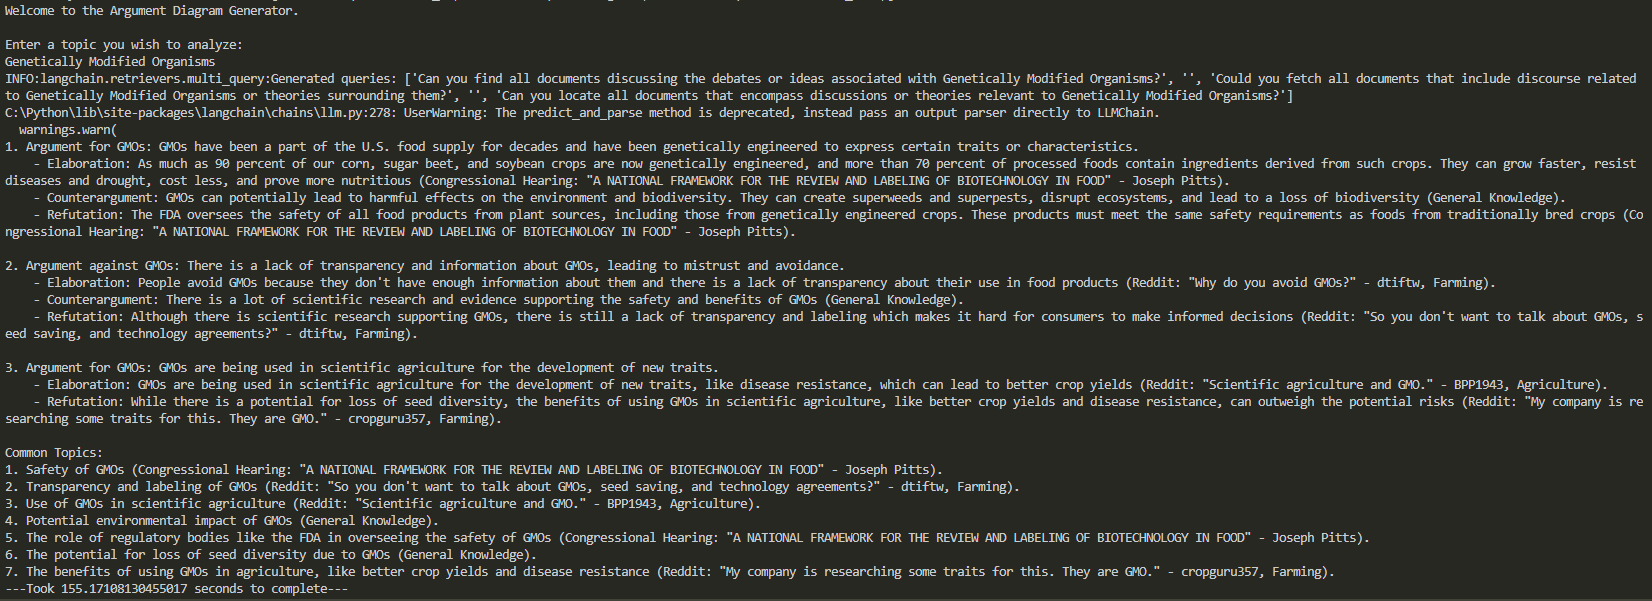 Welcome to the Argument Diagram Generator.
Enter a topic you wish to analyze:
Genetically Modified Organisms
INFO:langchain.retrievers.multi_query:Generated queries: ['Can you find all documents discussing the debates or ideas associated with Genetically Modified Organisms?', '', 'Could you fetch all documents that include discourse related
to Genetically Modified Organisms or theories surrounding them?', '', 'Can you locate all documents that encompass discussions or theories relevant to Genetically Modified Organisms?']
C:\Python\lib\site-packages\langchain\chains\llm.py:278: UserWarning: The predict_and_parse method is deprecated, instead pass an output parser directly to LLMChain.
  warnings.warn(
1. Argument for GMOs: GMOs have been a part of the U.S. food supply for decades and have been genetically engineered to express certain traits or characteristics.
    - Elaboration: As much as 90 percent of our corn, sugar beet, and soybean crops are now genetically engineered, and more than 70 percent of processed foods contain ingredients derived from such crops. They can grow faster, resist
diseases and drought, cost less, and prove more nutritious (Congressional Hearing: "A NATIONAL FRAMEWORK FOR THE REVIEW AND LABELING OF BIOTECHNOLOGY IN FOOD" - Joseph Pitts).
    - Counterargument: GMOs can potentially lead to harmful effects on the environment and biodiversity. They can create superweeds and superpests, disrupt ecosystems, and lead to a loss of biodiversity (General Knowledge).
    - Refutation: The FDA oversees the safety of all food products from plant sources, including those from genetically engineered crops. These products must meet the same safety requirements as foods from traditionally bred crops (Co
ngressional Hearing: "A NATIONAL FRAMEWORK FOR THE REVIEW AND LABELING OF BIOTECHNOLOGY IN FOOD" - Joseph Pitts).
2. Argument against GMOs: There is a lack of transparency and information about GMOs, leading to mistrust and avoidance.
    - Elaboration: People avoid GMOs because they don't have enough information about them and there is a lack of transparency about their use in food products (Reddit: "Why do you avoid GMOs?" - dtiftw, Farming).
    - Counterargument: There is a lot of scientific research and evidence supporting the safety and benefits of GMOs (General Knowledge).
    - Refutation: Although there is scientific research supporting GMOs, there is still a lack of transparency and labeling which makes it hard for consumers to make informed decisions (Reddit: "So you don't want to talk about GMOs, s
eed saving, and technology agreements?" - dtiftw, Farming).
3. Argument for GMOs: GMOs are being used in scientific agriculture for the development of new traits.
    - Elaboration: GMOs are being used in scientific agriculture for the development of new traits, like disease resistance, which can lead to better crop yields (Reddit: "Scientific agriculture and GMO." - BPP1943, Agriculture).
    - Refutation: While there is a potential for loss of seed diversity, the benefits of using GMOs in scientific agriculture, like better crop yields and disease resistance, can outweigh the potential risks (Reddit: "My company is re
searching some traits for this. They are GMO." - cropguru357, Farming).
Common Topics:
1. Safety of GMOs (Congressional Hearing: "A NATIONAL FRAMEWORK FOR THE REVIEW AND LABELING OF BIOTECHNOLOGY IN FOOD" - Joseph Pitts).
2. Transparency and labeling of GMOs (Reddit: "So you don't want to talk about GMOs, seed saving, and technology agreements?" - dtiftw, Farming).
3. Use of GMOs in scientific agriculture (Reddit: "Scientific agriculture and GMO." - BPP1943, Agriculture).
4. Potential environmental impact of GMOs (General Knowledge).
5. The role of regulatory bodies like the FDA in overseeing the safety of GMOs (Congressional Hearing: "A NATIONAL FRAMEWORK FOR THE REVIEW AND LABELING OF BIOTECHNOLOGY IN FOOD" - Joseph Pitts).
6. The potential for loss of seed diversity due to GMOs (General Knowledge).
7. The benefits of using GMOs in agriculture, like better crop yields and disease resistance (Reddit: "My company is researching some traits for this. They are GMO." - cropguru357, Farming).
---Took 155.17108130455017 seconds to complete---